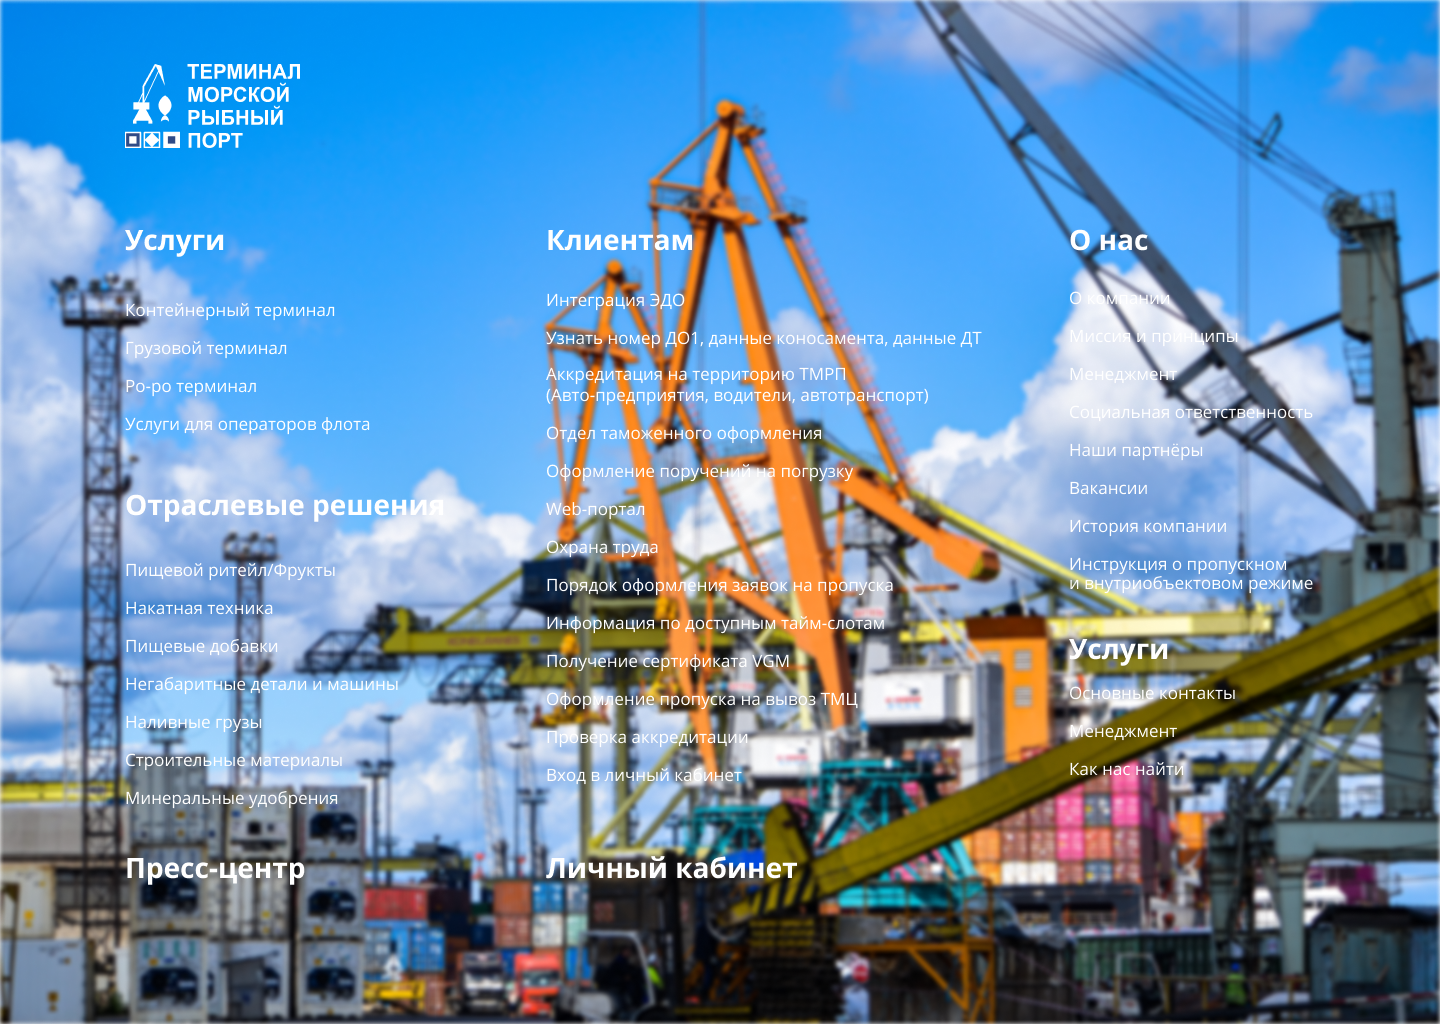 ТЕРМИНАЛ
МОРСКОЙ
РЫБНЫЙ
ПОРТ
Услуги
Контейнерный терминал
Грузовой терминал
Ро-ро терминал
Услуги для операторов флота
Отраслевые решения
Пищевой ритейл/Фрукты
Накатная техника
Пищевые добавки
Негабаритные детали и машины
Наливные грузы
Строительные материалы
Минеральные удобрения
Пресс-центр
Клиентам
Интеграция ЭДО
Узнать номер ДО1, данные коносамента, данные ДТ
Аккредитация на территорию ТМРП
(Авто-предприятия, водители, автотранспорт)
Отдел таможенного оформления
Оформление поручений на погрузку
Web-портал
Охрана труда
Порядок оформления заявок на пропуска
Информация по доступным тайм-слотам
Получение сертификата VGM
Оформление пропуска на вывоз ТМЦ
Проверка аккредитации
Вход в личный кабинет
Личный кабинет
О нас
О компании
Миссия и принципы
Менеджмент
Социальная ответственность
Наши партнёры
Вакансии
История компании
Инструкция о пропускном
и внутриобъектовом режиме
Услуги
Основные контакты
Менеджмент
Как нас найти